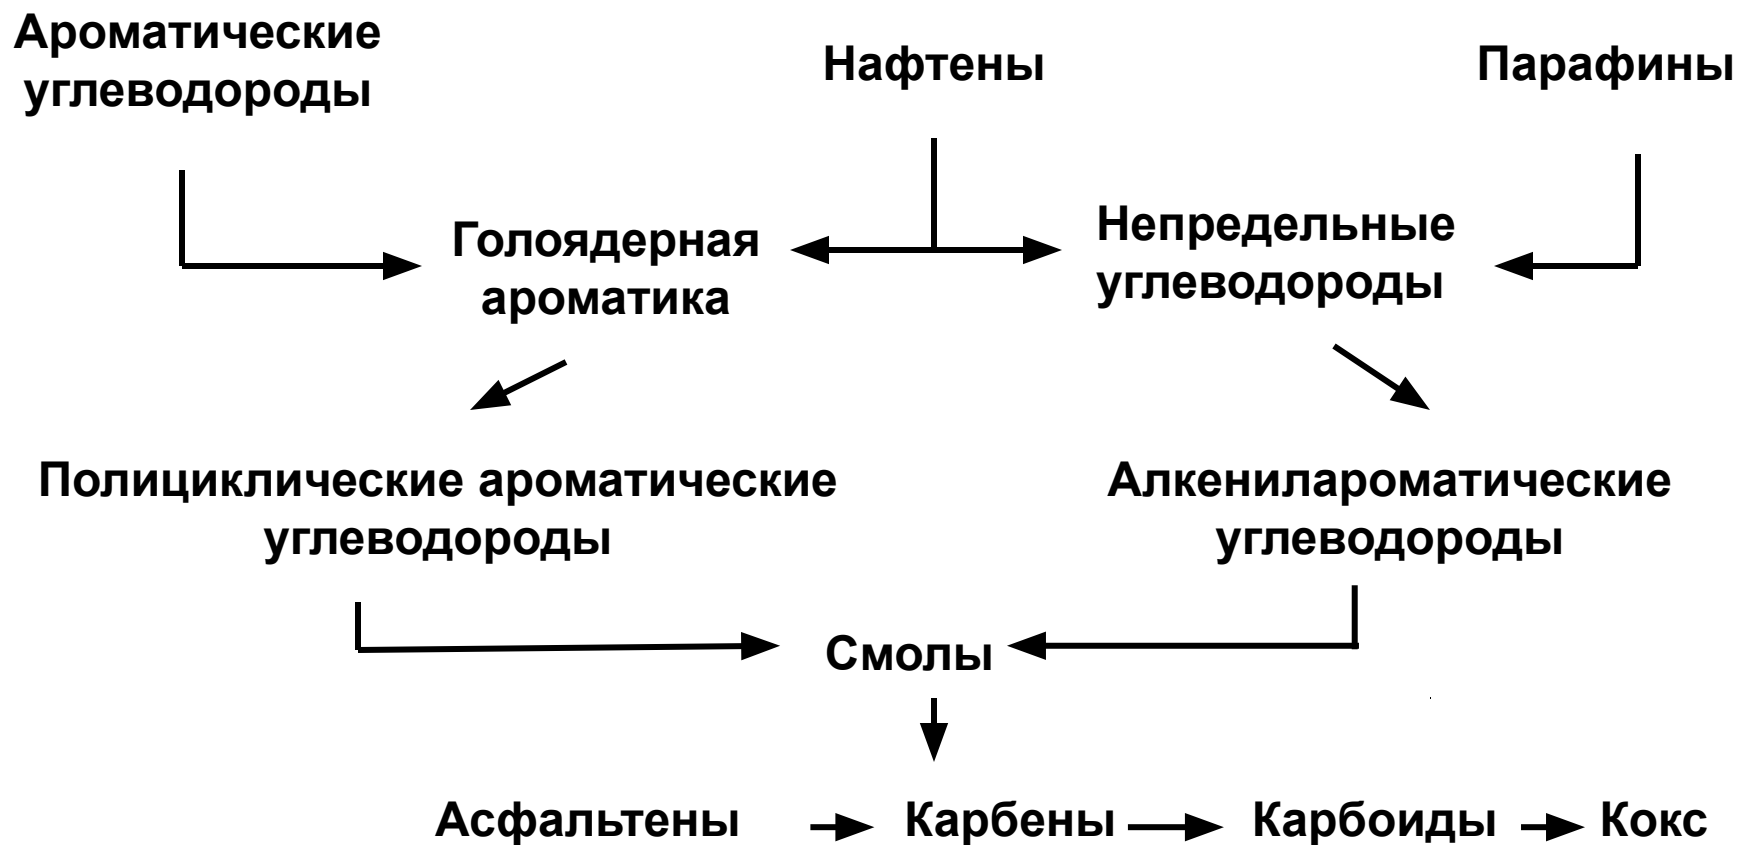 Ароматические
углеводороды
Нафтены
Парафины
Голоядерная
ароматика
Непредельные
углеводороды
Полициклические ароматические
углеводороды
Алкенилароматические
углеводороды
Смолы
Асфальтены
Карбены
Карбоиды
Кокс